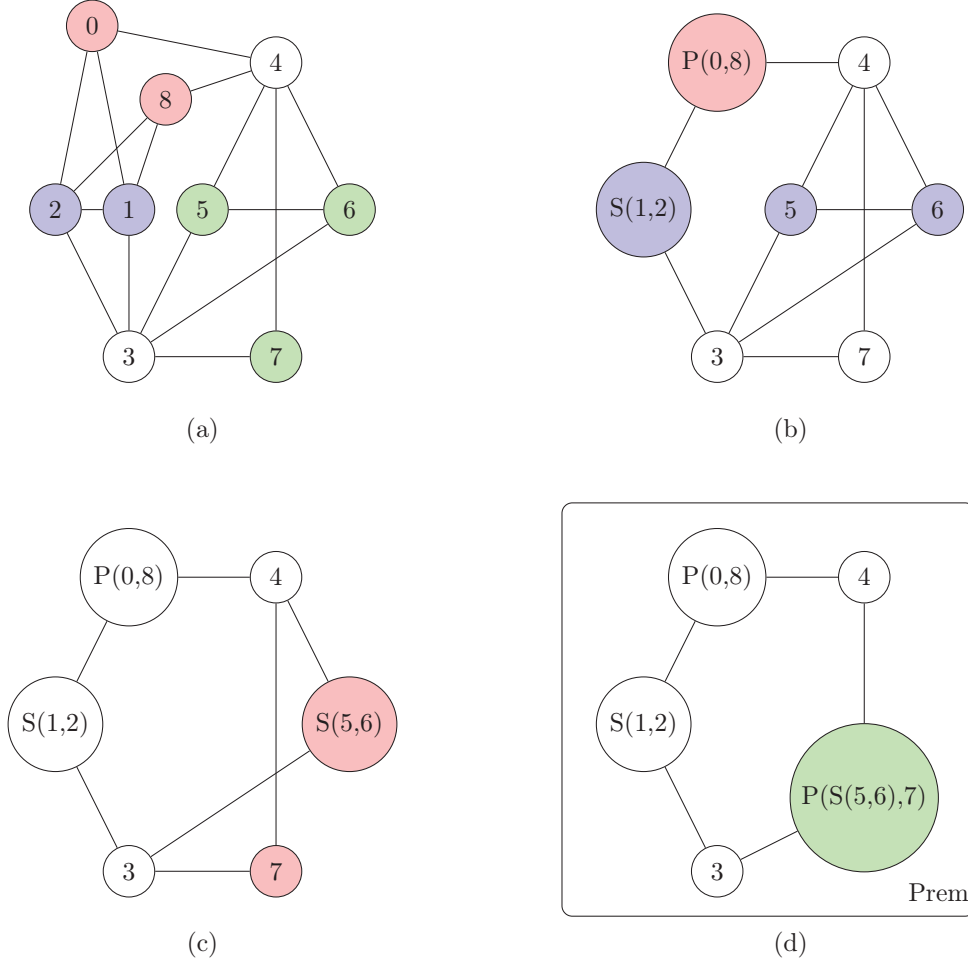 0
4
8
2
1
5
6
3
7
(a)
P(0,8)
4
S(1,2)
5
6
3
7
(b)
P(0,8)
4
S(1,2)
S(5,6)
3
7
(c)
P(0,8)
4
S(1,2)
P(S(5,6),7)
3
Prem
(d)